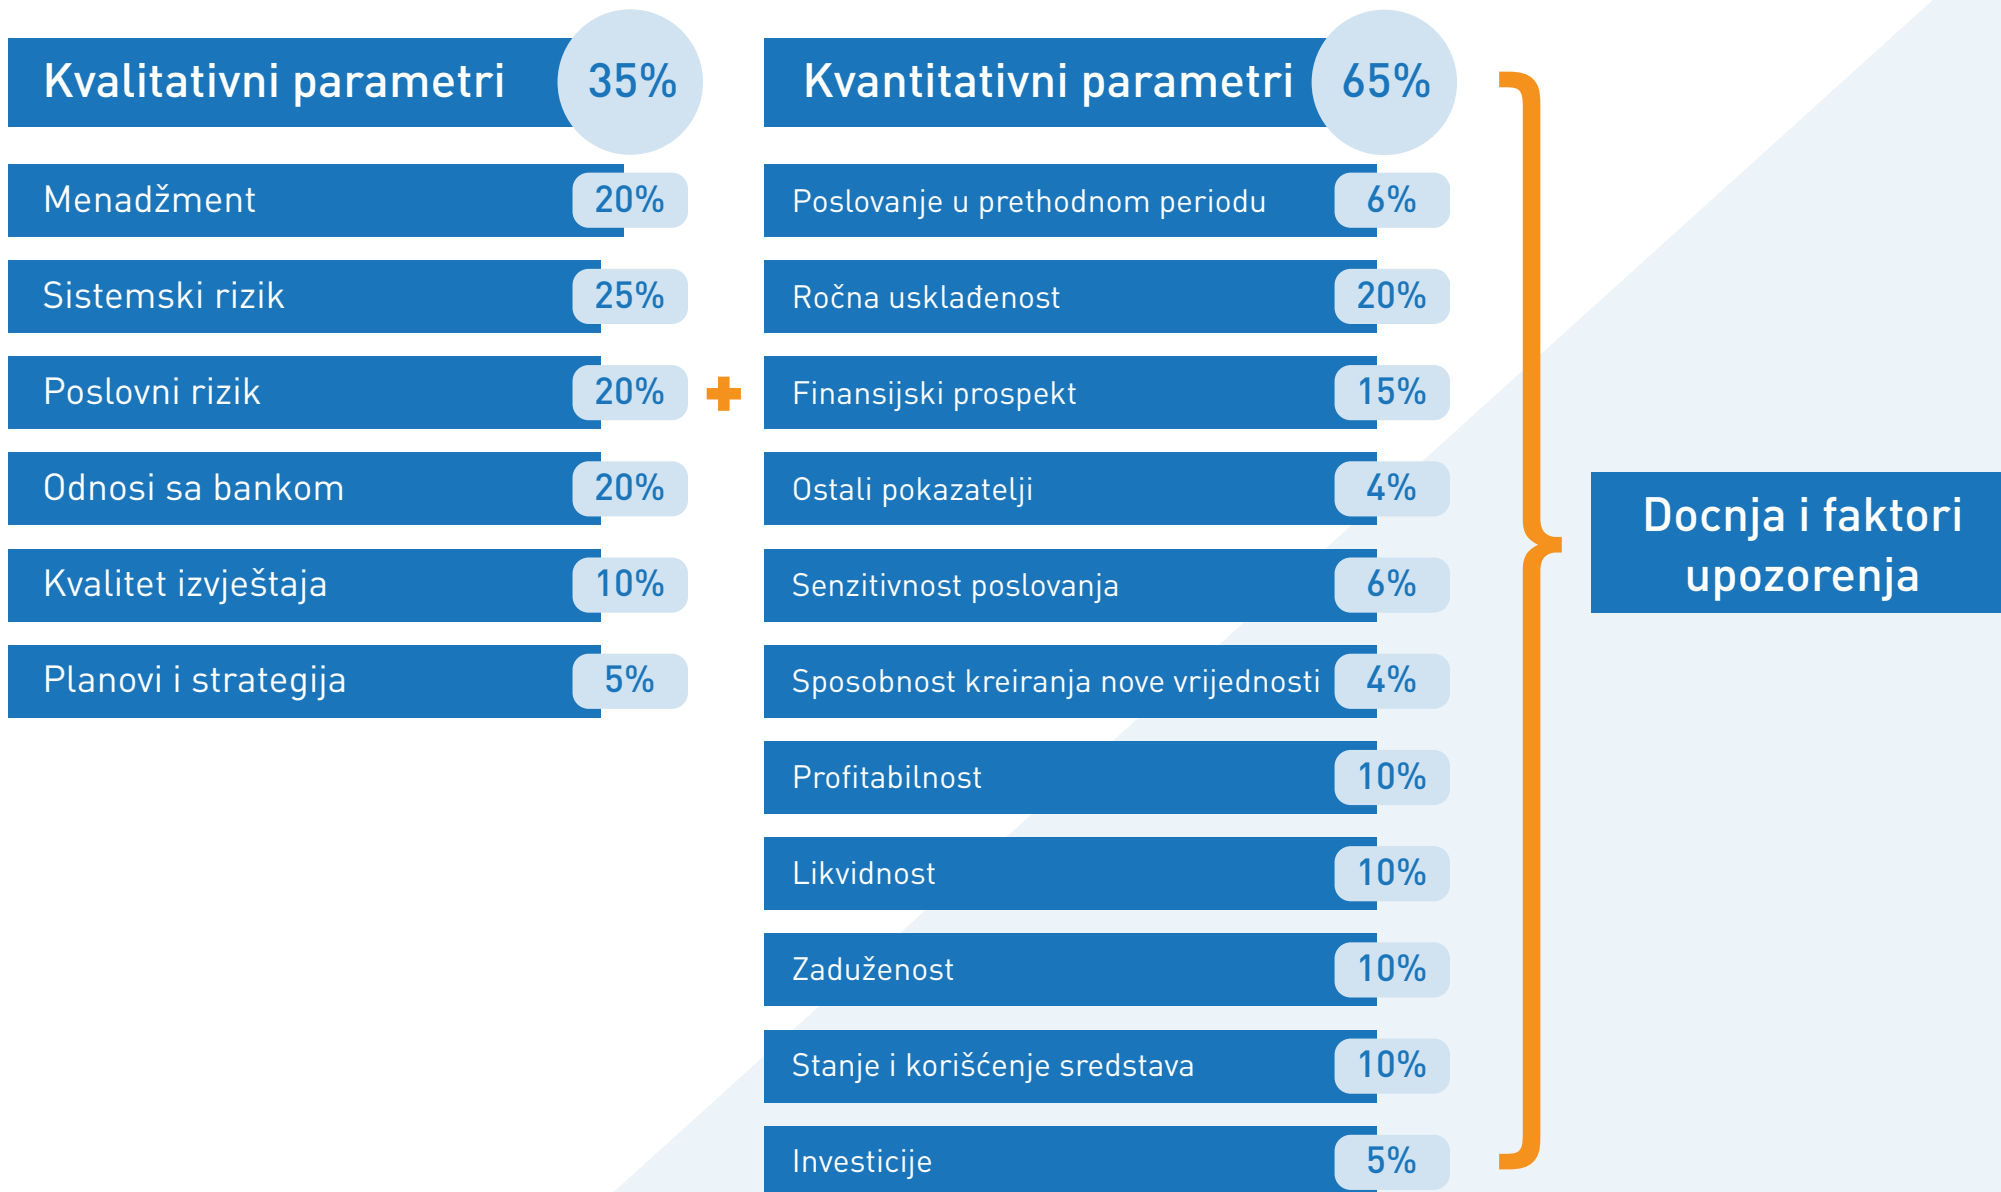 Kvalitativni parametri 35%
Menadžment 20%
Sistemski rizik 25%
Poslovni rizik 20%
Odnosi sa bankom 20%
Kvalitet izvještaja 10%
Planovi i strategija 5%
Kvantitativni parametri 65%
Poslovanje u prethodnom periodu 6%
Ročna usklađenost 20%
Finansijski prospekt 15%
Ostali pokazatelji 4%
Senzitivnost poslovanja 6%
Sposobnost kreiranja nove vrijednosti 4%
Profitabilnost 10%
Likvidnost 10%
Zaduženost 10%
Stanje i korišćenje sredstava 10%
Investicije 5%
Docnja i faktori
upozorenja